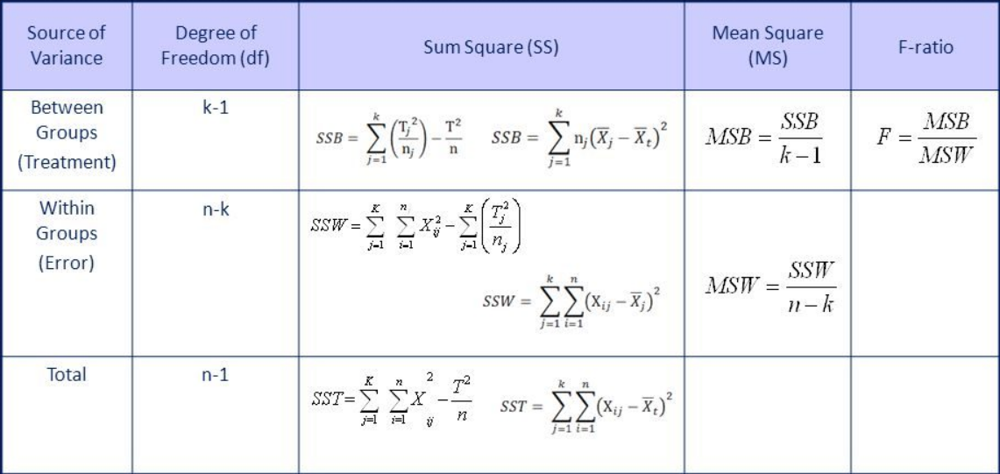 Source of Variance
Degree of Freedom (df)
Sum Square (SS)
Mean Square (MS)
F-ratio
Between Groups (Treatment)
k-1
SSB = \sum_{j=1}^{k} \left( \frac{T_j^2}{n_j} \right) - \frac{T^2}{n}
SSB = \sum_{j=1}^{k} n_j (\overline{X}_j - \overline{X}_t)^2
MSB = \frac{SSB}{k-1}
F = \frac{MSB}{MSW}
Within Groups (Error)
n-k
SSW = \sum_{j=1}^{K} \sum_{i=1}^{n} X_{ij}^2 - \sum_{j=1}^{K} \left( \frac{T_j^2}{n_j} \right)
SSW = \sum_{j=1}^{k} \sum_{i=1}^{n} (X_{ij} - \overline{X}_j)^2
MSW = \frac{SSW}{n-k}
Total
n-1
SST = \sum_{j=1}^{K} \sum_{i=1}^{n} X_{ij}^2 - \frac{T^2}{n}
SST = \sum_{j=1}^{k} \sum_{i=1}^{n} (X_{ij} - \overline{X}_t)^2